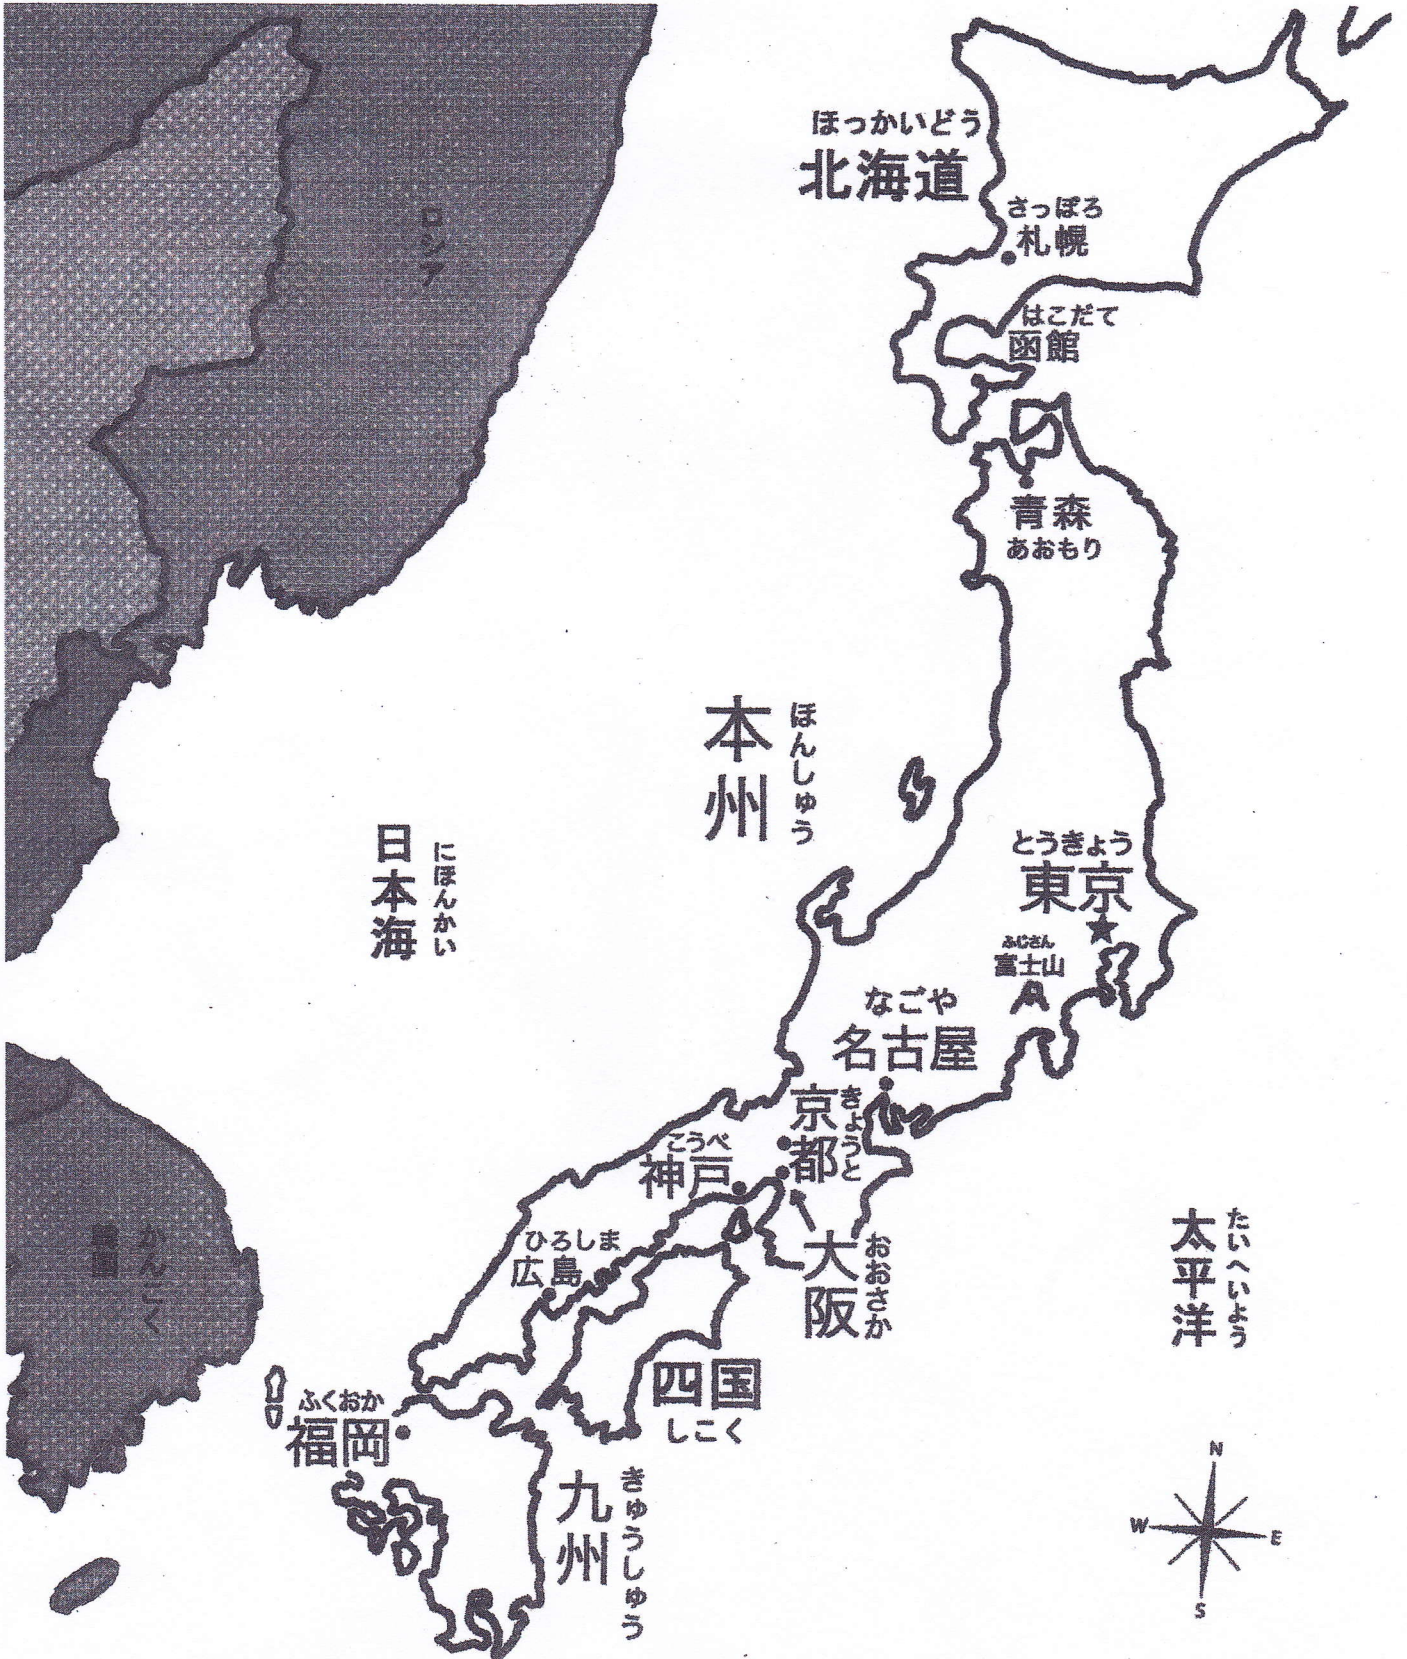 ほっかいどう
北海道
さっぽろ
札幌
ロシア
はこだて
函館
青森
あおもり
本州
ほんしゅう
日本海
にほんかい
とうきょう
東京
ふじさん
富士山
なごや
名古屋
京都
きょうと
こうべ
神戸
大阪
おおさか
ひろしま
広島
太平洋
たいへいよう
かんこく
韓国
四国
しこく
ふくおか
福岡
九州
きゅうしゅう
N
W
E
S